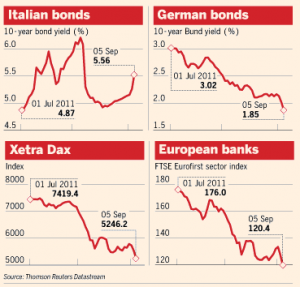 Italian bonds
10-year bond yield (%)
6.0
5.5
5.0
4.5
05 Sep
5.56
01 Jul 2011
4.87
German bonds
10-year Bund yield (%)
3.0
2.5
2.0
1.5
01 Jul 2011
3.02
05 Sep
1.85
Xetra Dax
Index
8000
7000
6000
5000
01 Jul 2011
7419.4
05 Sep
5246.2
European banks
FTSE Eurofirst sector index
180
160
140
120
01 Jul 2011
176.0
05 Sep
120.4
Source: Thomson Reuters Datastream